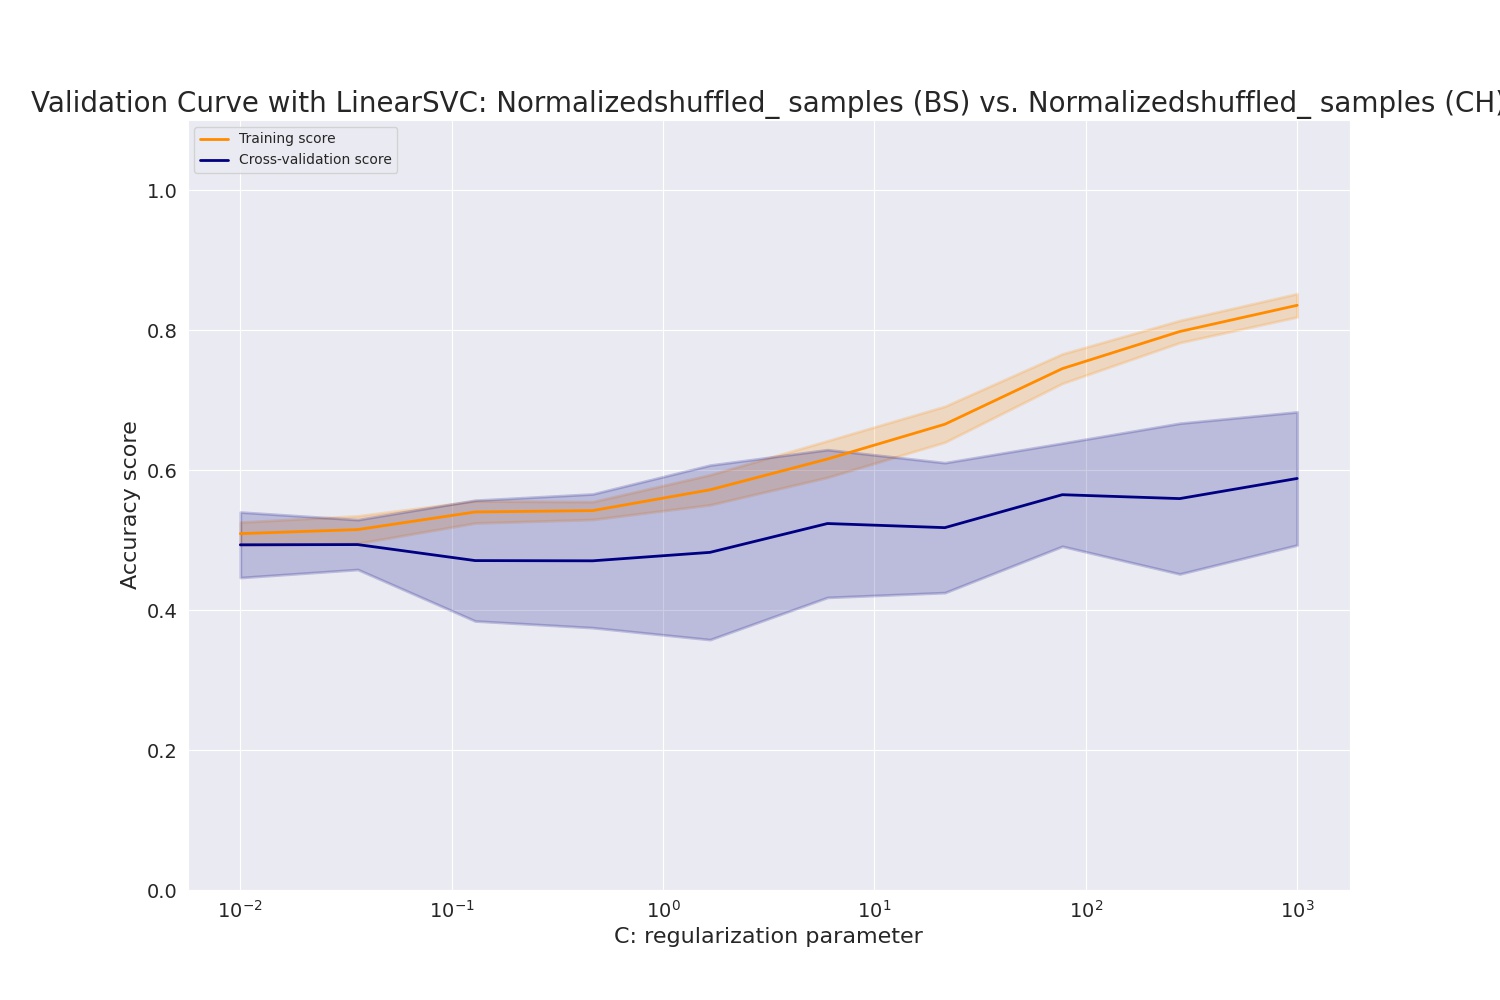 Validation Curve with LinearSVC: Normalizedshuffled_ samples (BS) vs. Normalizedshuffled_ samples (CH)
Training score
Cross-validation score
1.0
0.8
0.6
0.4
0.2
0.0
Accuracy score
10⁻² 10⁻¹ 10⁰ 10¹ 10² 10³
C: regularization parameter